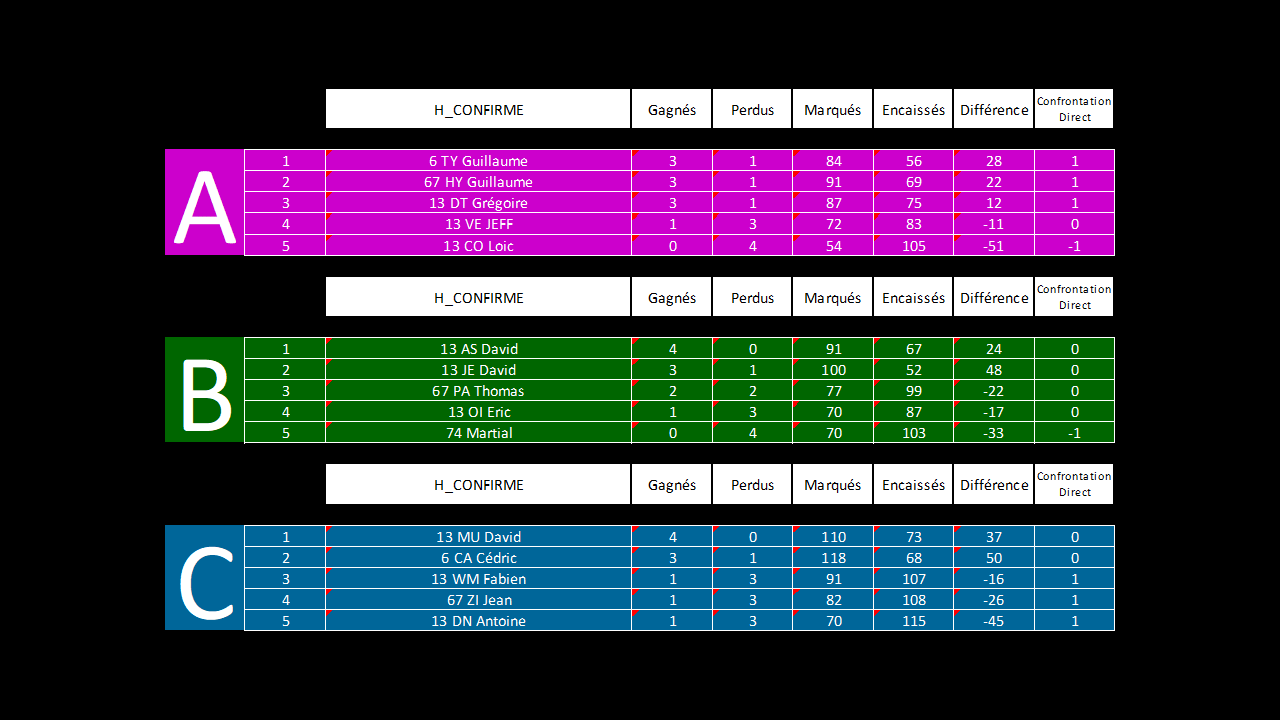 H_CONFIRME Gagnés Perdus Marqués Encaissés Différence Confrontation Direct
A
1 6 TY Guillaume 3 1 84 56 28 1
2 67 HY Guillaume 3 1 91 69 22 1
3 13 DT Grégoire 3 1 87 75 12 1
4 13 VE JEFF 1 3 72 83 -11 0
5 13 CO Loic 0 4 54 105 -51 -1
H_CONFIRME Gagnés Perdus Marqués Encaissés Différence Confrontation Direct
B
1 13 AS David 4 0 91 67 24 0
2 13 JE David 3 1 100 52 48 0
3 67 PA Thomas 2 2 77 99 -22 0
4 13 OI Eric 1 3 70 87 -17 0
5 74 Martial 0 4 70 103 -33 -1
H_CONFIRME Gagnés Perdus Marqués Encaissés Différence Confrontation Direct
C
1 13 MU David 4 0 110 73 37 0
2 6 CA Cédric 3 1 118 68 50 0
3 13 WM Fabien 1 3 91 107 -16 1
4 67 ZI Jean 1 3 82 108 -26 1
5 13 DN Antoine 1 3 70 115 -45 1